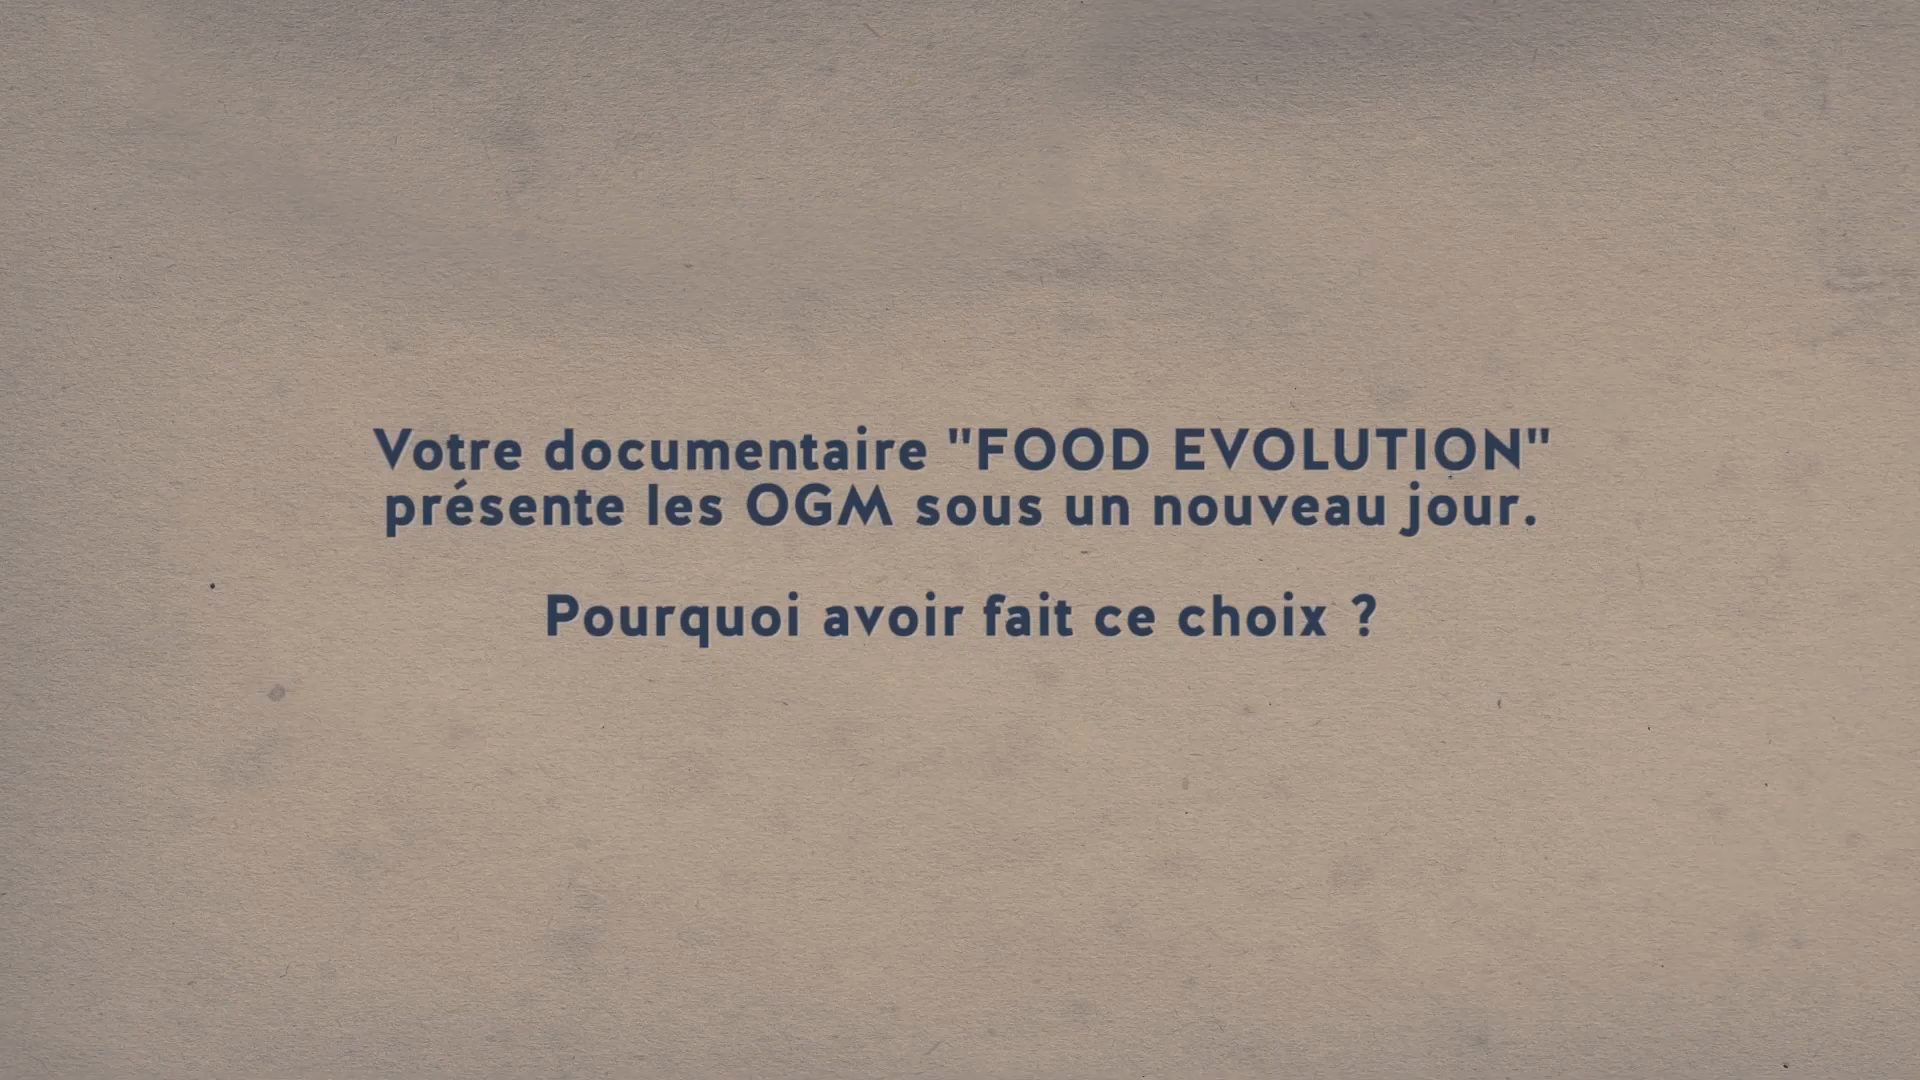 Votre documentaire "FOOD EVOLUTION"
présente les OGM sous un nouveau jour.
Pourquoi avoir fait ce choix ?